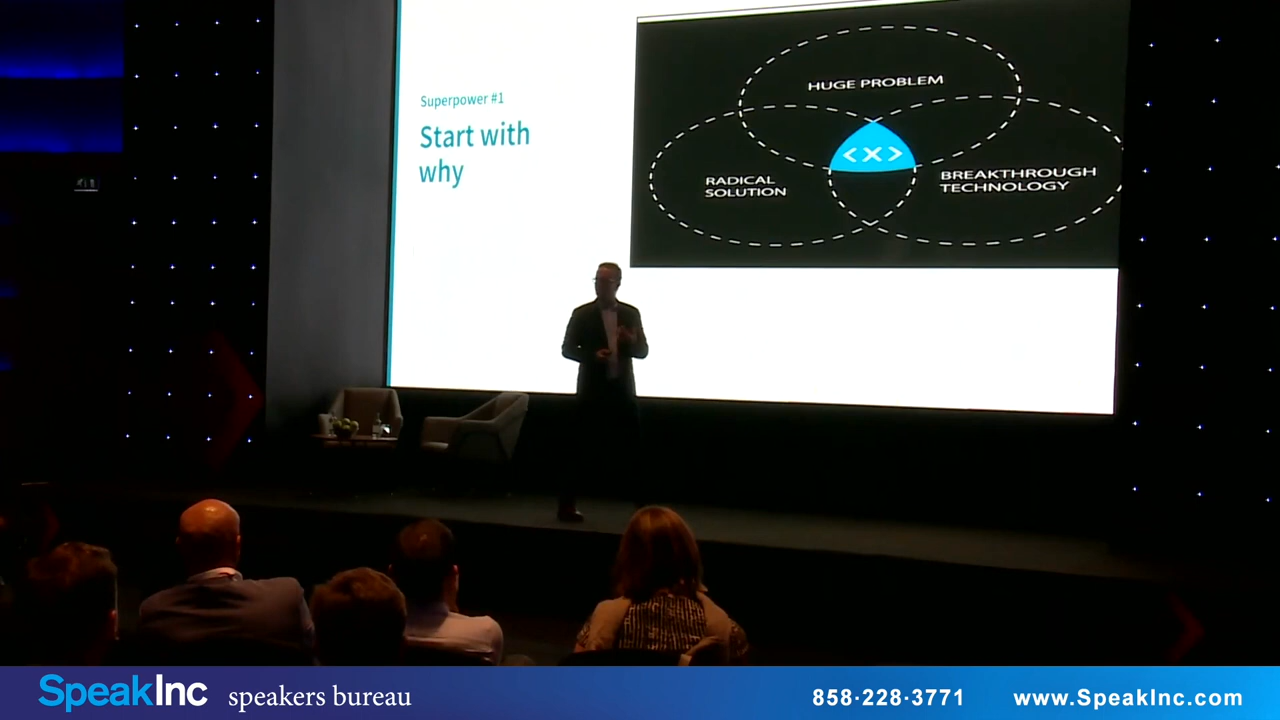 Superpower #1
Start with
why
HUGE PROBLEM
<X>
RADICAL
SOLUTION
BREAKTHROUGH
TECHNOLOGY
SpeakInc speakers bureau
858·228·3771
www.SpeakInc.com